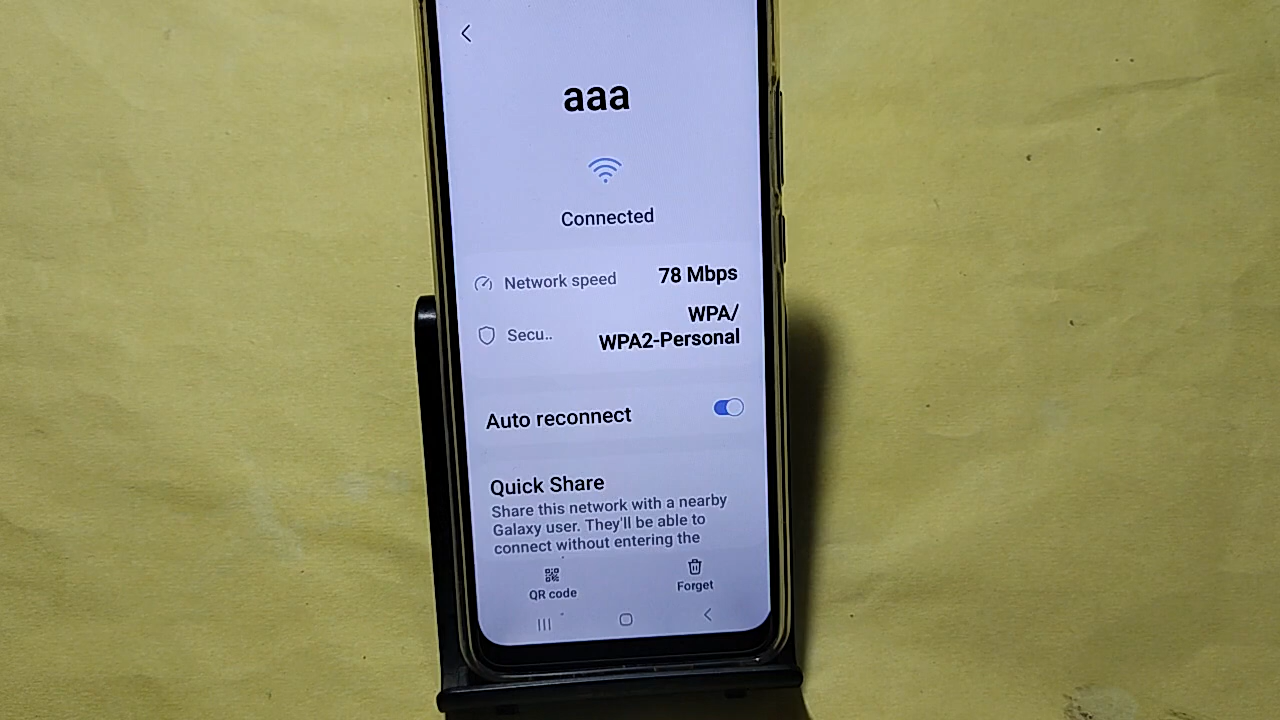 aaa
Connected
Network speed 78 Mbps
Secu.. WPA/
WPA2-Personal
Auto reconnect
Quick Share
Share this network with a nearby
Galaxy user. They'll be able to
connect without entering the
QR code Forget